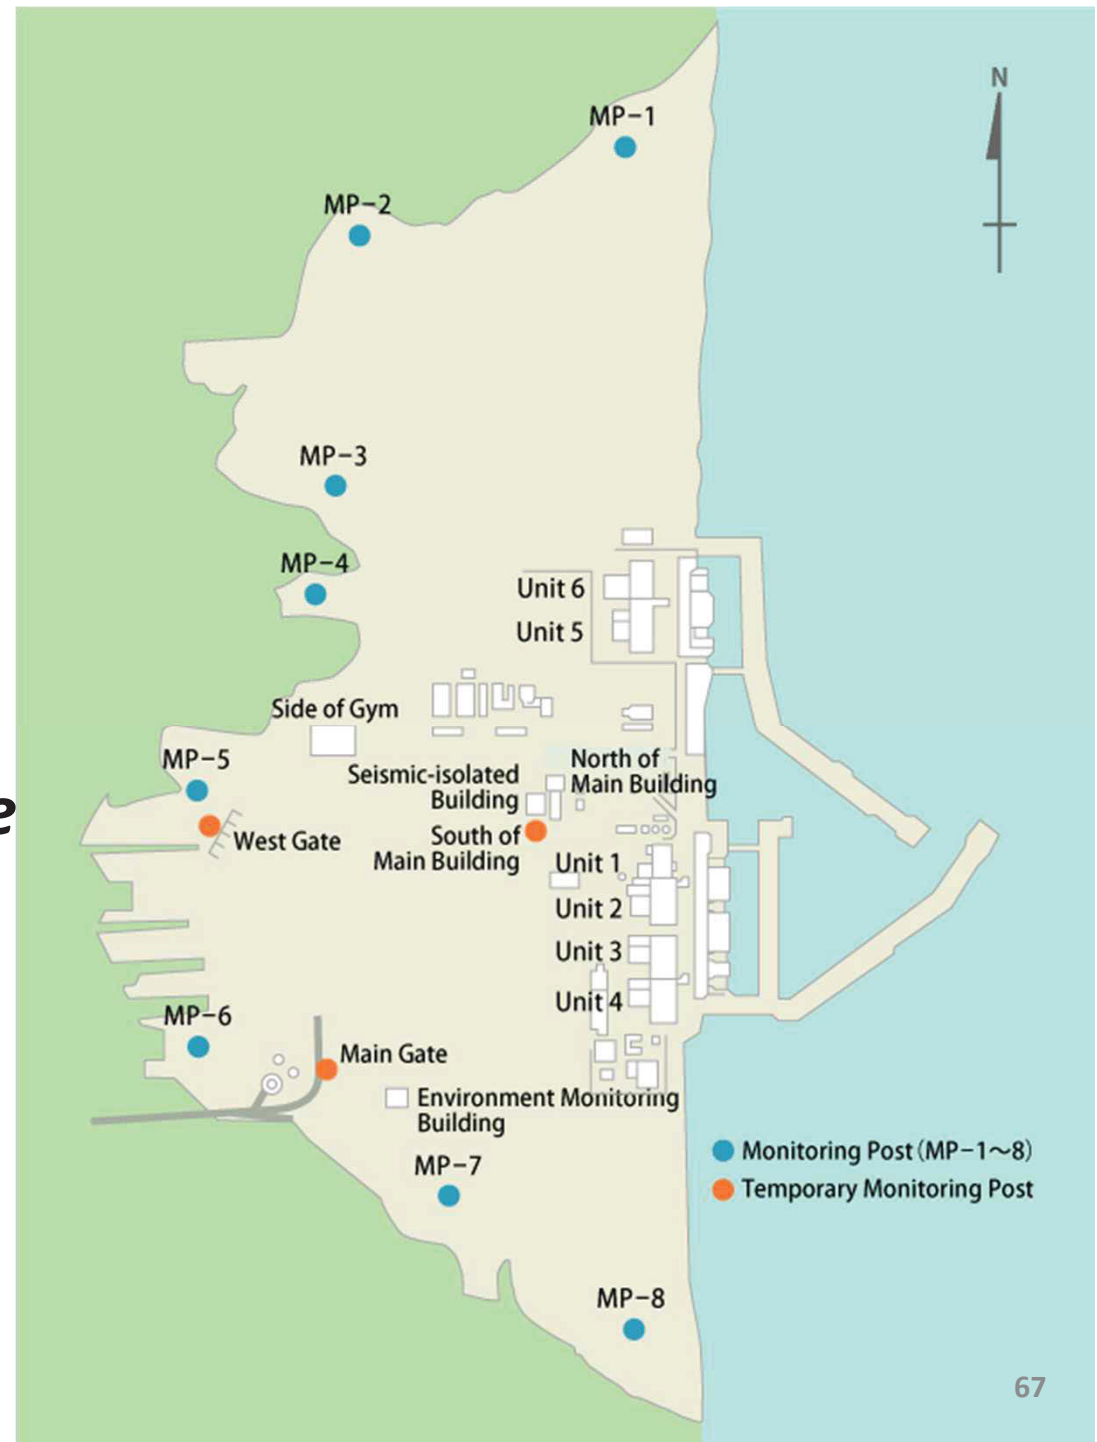 N
MP-1
MP-2
MP-3
MP-4
Unit 6
Unit 5
Side of Gym
MP-5
Seismic-isolated
Building
North of
Main Building
e
West Gate
South of
Main Building
Unit 1
Unit 2
Unit 3
Unit 4
MP-6
Main Gate
Environment Monitoring
Building
MP-7
Monitoring Post (MP-1~8)
Temporary Monitoring Post
MP-8
67